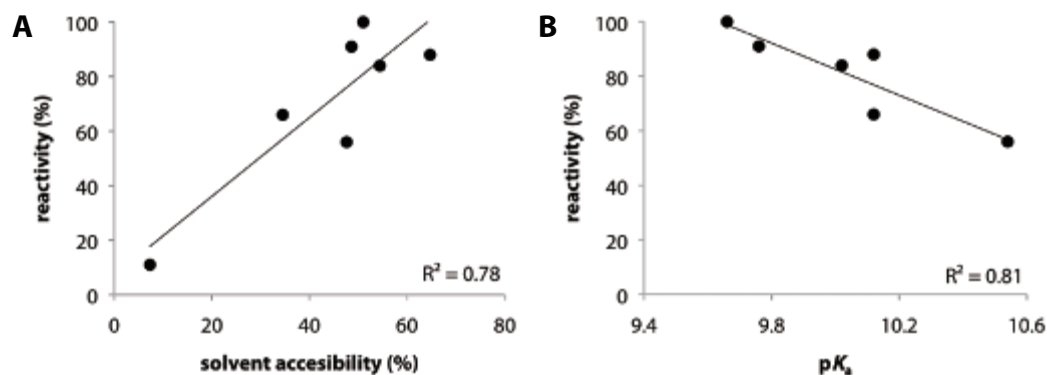 A
reactivity (%)
100
80
60
40
20
0
0 20 40 60 80
solvent accesibility (%)
R² = 0.78
B
reactivity (%)
100
80
60
40
20
0
9.4 9.8 10.2 10.6
pKa
R² = 0.81